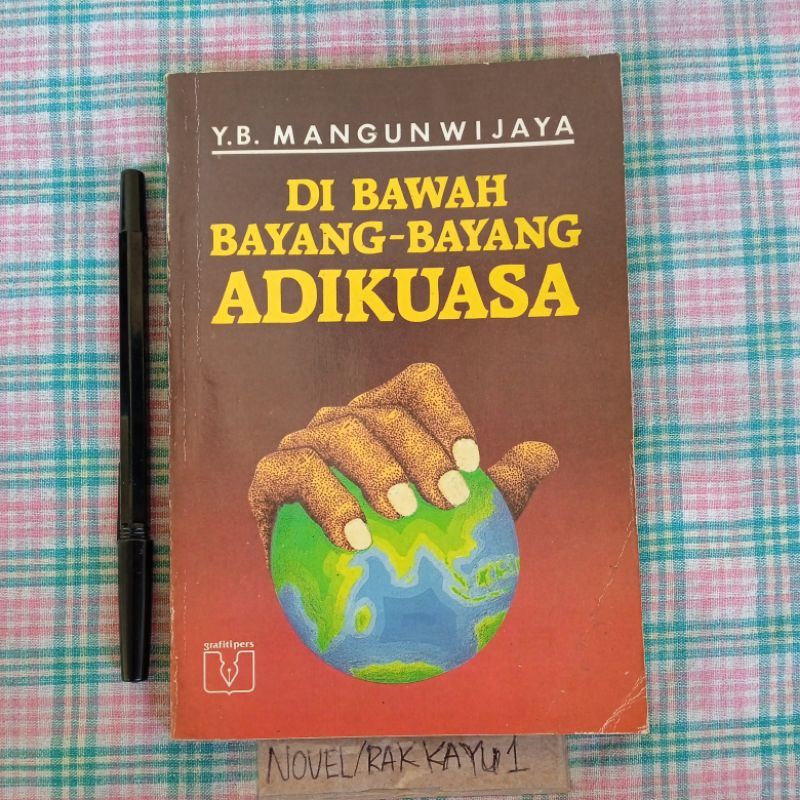 Y.B. MANGUNWIJAYA
DI BAWAH
BAYANG-BAYANG
ADIKUASA
grafitipers
NOVEL/RAK KAYU 1